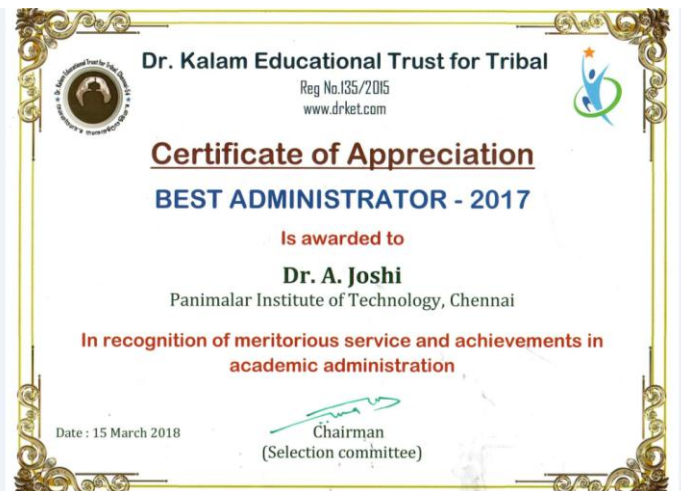 Dr. Kalam Educational Trust for Tribal
Reg No.135/2015
www.drket.com
Certificate of Appreciation
BEST ADMINISTRATOR - 2017
Is awarded to
Dr. A. Joshi
Panimalar Institute of Technology, Chennai
In recognition of meritorious service and achievements in
academic administration
Date : 15 March 2018
Chairman
(Selection committee)